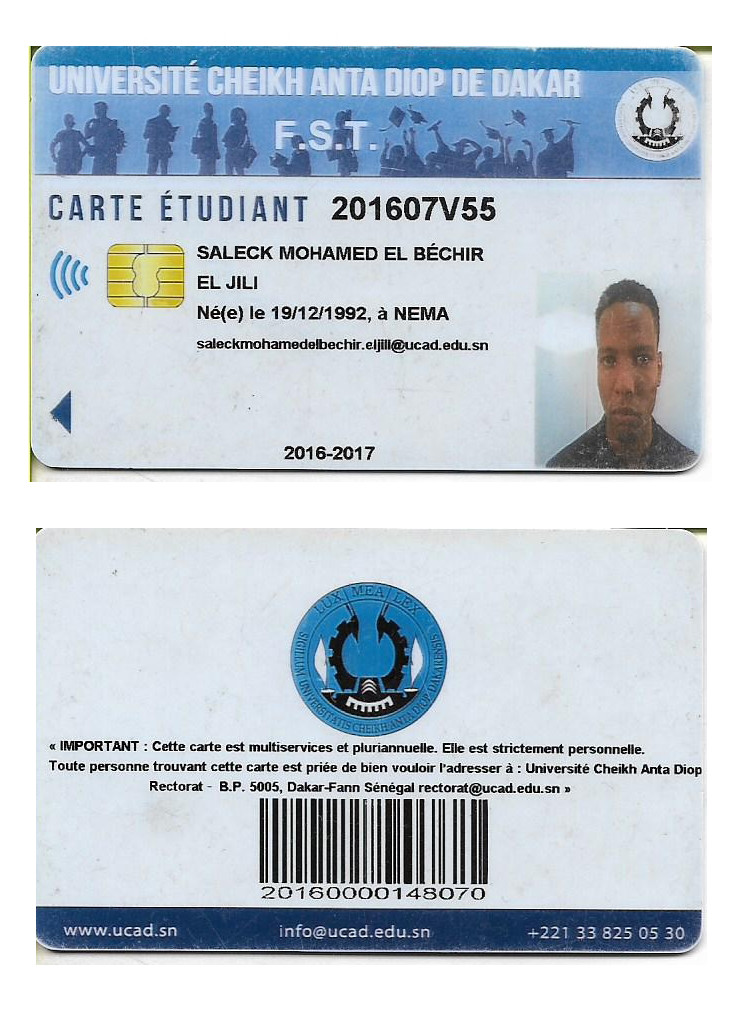 UNIVERSITÉ CHEIKH ANTA DIOP DE DAKAR
F.S.T.
CARTE ÉTUDIANT 201607V55
SALECK MOHAMED EL BÉCHIR
EL JILI
Né(e) le 19/12/1992, à NEMA
saleckmohamedelbechir.eljili@ucad.edu.sn
2016-2017
LUX MEA LEX
SIGILLUM UNIVERSITATIS CHEIKH ANTA DIOP DAKARENSIS
« IMPORTANT : Cette carte est multiservices et pluriannuelle. Elle est strictement personnelle.
Toute personne trouvant cette carte est priée de bien vouloir l'adresser à : Université Cheikh Anta Diop
Rectorat - B.P. 5005, Dakar-Fann Sénégal rectorat@ucad.edu.sn »
20160000148070
www.ucad.sn info@ucad.edu.sn +221 33 825 05 30